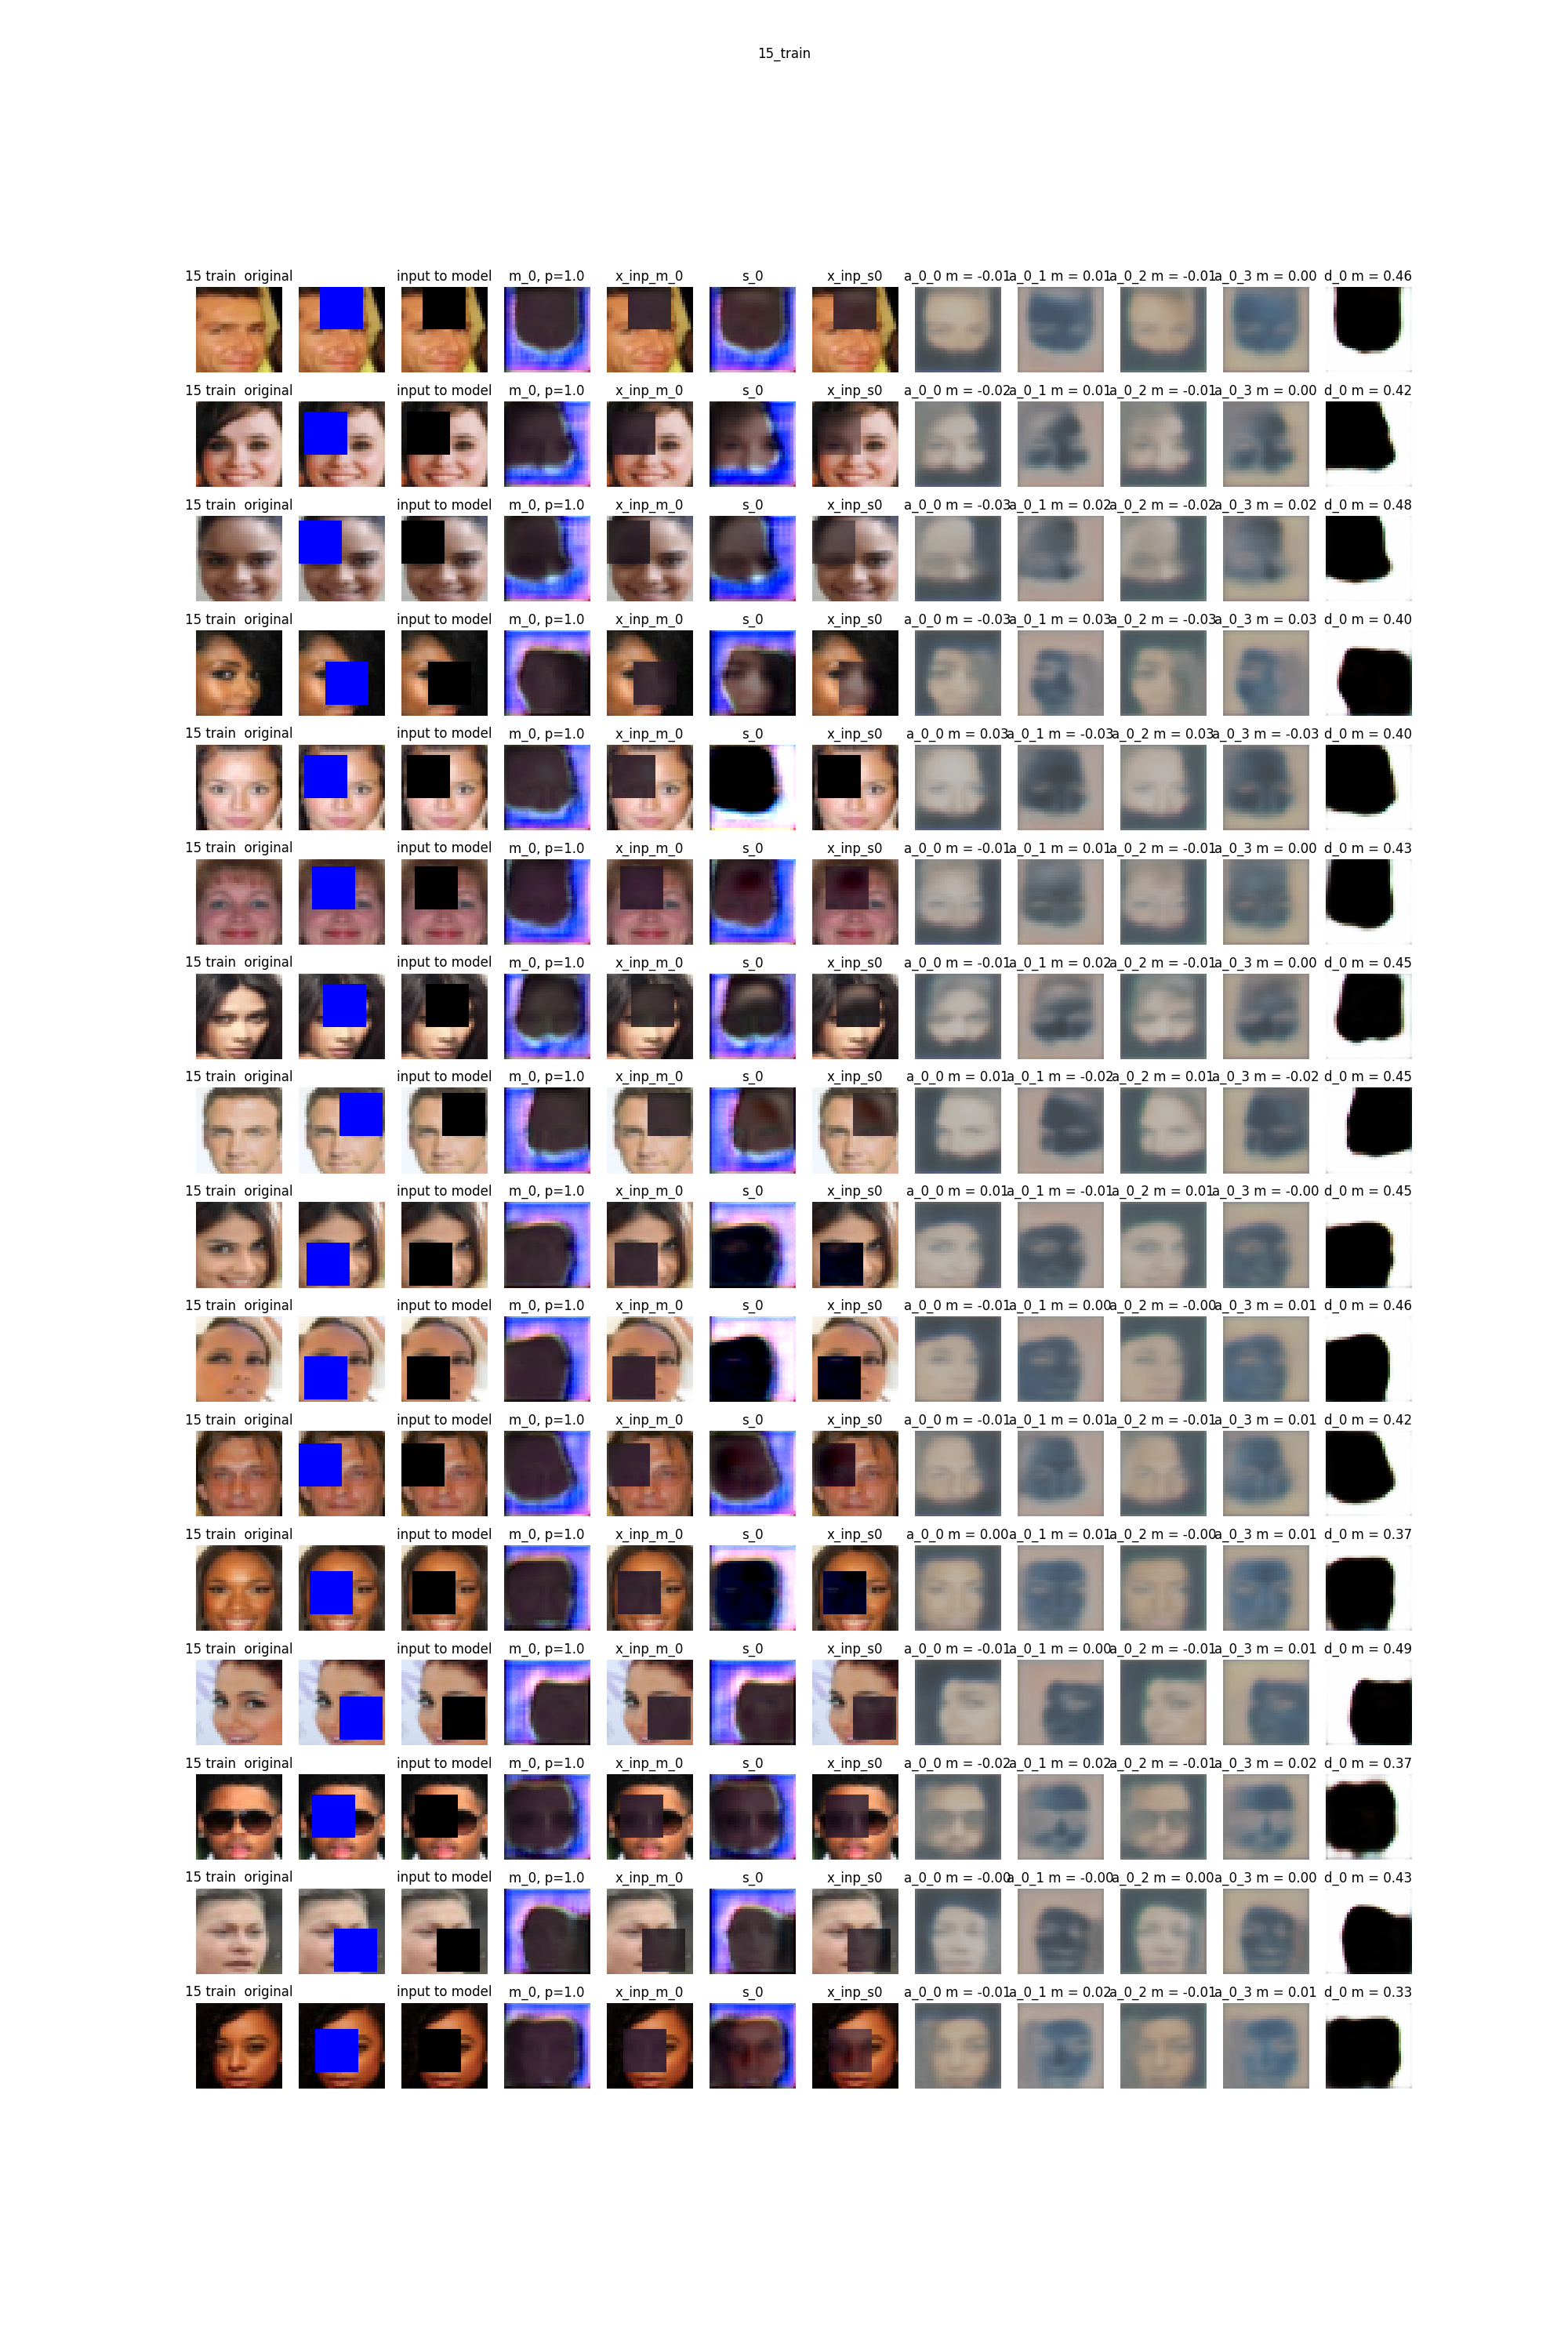 15_train
15 train  original input to model m_0, p=1.0 x_inp_m_0 s_0 x_inp_s0 a_0_0 m = -0.01 a_0_1 m = 0.01 a_0_2 m = -0.01 a_0_3 m = 0.00 d_0 m = 0.46
15 train  original input to model m_0, p=1.0 x_inp_m_0 s_0 x_inp_s0 a_0_0 m = -0.02 a_0_1 m = 0.01 a_0_2 m = -0.01 a_0_3 m = 0.00 d_0 m = 0.42
15 train  original input to model m_0, p=1.0 x_inp_m_0 s_0 x_inp_s0 a_0_0 m = -0.03 a_0_1 m = 0.02 a_0_2 m = -0.02 a_0_3 m = 0.02 d_0 m = 0.48
15 train  original input to model m_0, p=1.0 x_inp_m_0 s_0 x_inp_s0 a_0_0 m = -0.03 a_0_1 m = 0.03 a_0_2 m = -0.03 a_0_3 m = 0.03 d_0 m = 0.40
15 train  original input to model m_0, p=1.0 x_inp_m_0 s_0 x_inp_s0 a_0_0 m = 0.03 a_0_1 m = -0.03 a_0_2 m = 0.03 a_0_3 m = -0.03 d_0 m = 0.40
15 train  original input to model m_0, p=1.0 x_inp_m_0 s_0 x_inp_s0 a_0_0 m = -0.01 a_0_1 m = 0.01 a_0_2 m = -0.01 a_0_3 m = 0.00 d_0 m = 0.43
15 train  original input to model m_0, p=1.0 x_inp_m_0 s_0 x_inp_s0 a_0_0 m = -0.01 a_0_1 m = 0.02 a_0_2 m = -0.01 a_0_3 m = 0.00 d_0 m = 0.45
15 train  original input to model m_0, p=1.0 x_inp_m_0 s_0 x_inp_s0 a_0_0 m = 0.01 a_0_1 m = -0.02 a_0_2 m = 0.01 a_0_3 m = -0.02 d_0 m = 0.45
15 train  original input to model m_0, p=1.0 x_inp_m_0 s_0 x_inp_s0 a_0_0 m = 0.01 a_0_1 m = -0.01 a_0_2 m = 0.01 a_0_3 m = -0.00 d_0 m = 0.45
15 train  original input to model m_0, p=1.0 x_inp_m_0 s_0 x_inp_s0 a_0_0 m = -0.01 a_0_1 m = 0.00 a_0_2 m = -0.00 a_0_3 m = 0.01 d_0 m = 0.46
15 train  original input to model m_0, p=1.0 x_inp_m_0 s_0 x_inp_s0 a_0_0 m = -0.01 a_0_1 m = 0.01 a_0_2 m = -0.01 a_0_3 m = 0.01 d_0 m = 0.42
15 train  original input to model m_0, p=1.0 x_inp_m_0 s_0 x_inp_s0 a_0_0 m = 0.00 a_0_1 m = 0.01 a_0_2 m = -0.00 a_0_3 m = 0.01 d_0 m = 0.37
15 train  original input to model m_0, p=1.0 x_inp_m_0 s_0 x_inp_s0 a_0_0 m = -0.01 a_0_1 m = 0.00 a_0_2 m = -0.01 a_0_3 m = 0.01 d_0 m = 0.49
15 train  original input to model m_0, p=1.0 x_inp_m_0 s_0 x_inp_s0 a_0_0 m = -0.02 a_0_1 m = 0.02 a_0_2 m = -0.01 a_0_3 m = 0.02 d_0 m = 0.37
15 train  original input to model m_0, p=1.0 x_inp_m_0 s_0 x_inp_s0 a_0_0 m = -0.00 a_0_1 m = -0.00 a_0_2 m = 0.00 a_0_3 m = 0.00 d_0 m = 0.43
15 train  original input to model m_0, p=1.0 x_inp_m_0 s_0 x_inp_s0 a_0_0 m = -0.01 a_0_1 m = 0.02 a_0_2 m = -0.01 a_0_3 m = 0.01 d_0 m = 0.33